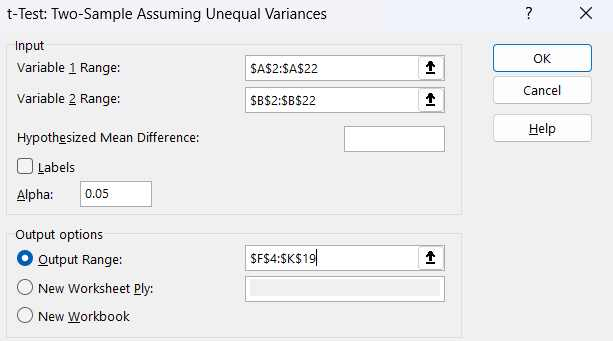 t-Test: Two-Sample Assuming Unequal Variances ? ×
Input
Variable 1 Range: $A$2:$A$22
Variable 2 Range: $B$2:$B$22
Hypothesized Mean Difference:
Labels
Alpha: 0.05
Output options
Output Range: $F$4:$K$19
New Worksheet Ply:
New Workbook
OK
Cancel
Help